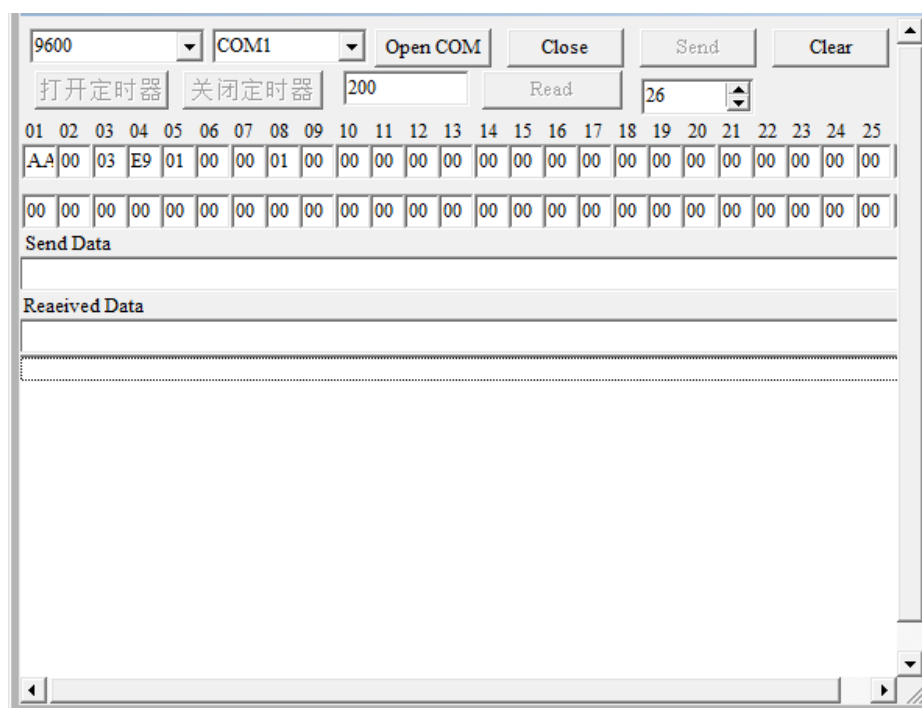 9600 COM1 Open COM Close Send Clear
打开定时器 关闭定时器 200 Read 26
01 02 03 04 05 06 07 08 09 10 11 12 13 14 15 16 17 18 19 20 21 22 23 24 25
AA 00 03 E9 01 00 00 01 00 00 00 00 00 00 00 00 00 00 00 00 00 00 00 00 00
00 00 00 00 00 00 00 00 00 00 00 00 00 00 00 00 00 00 00 00 00 00 00 00 00
Send Data
Reaeived Data